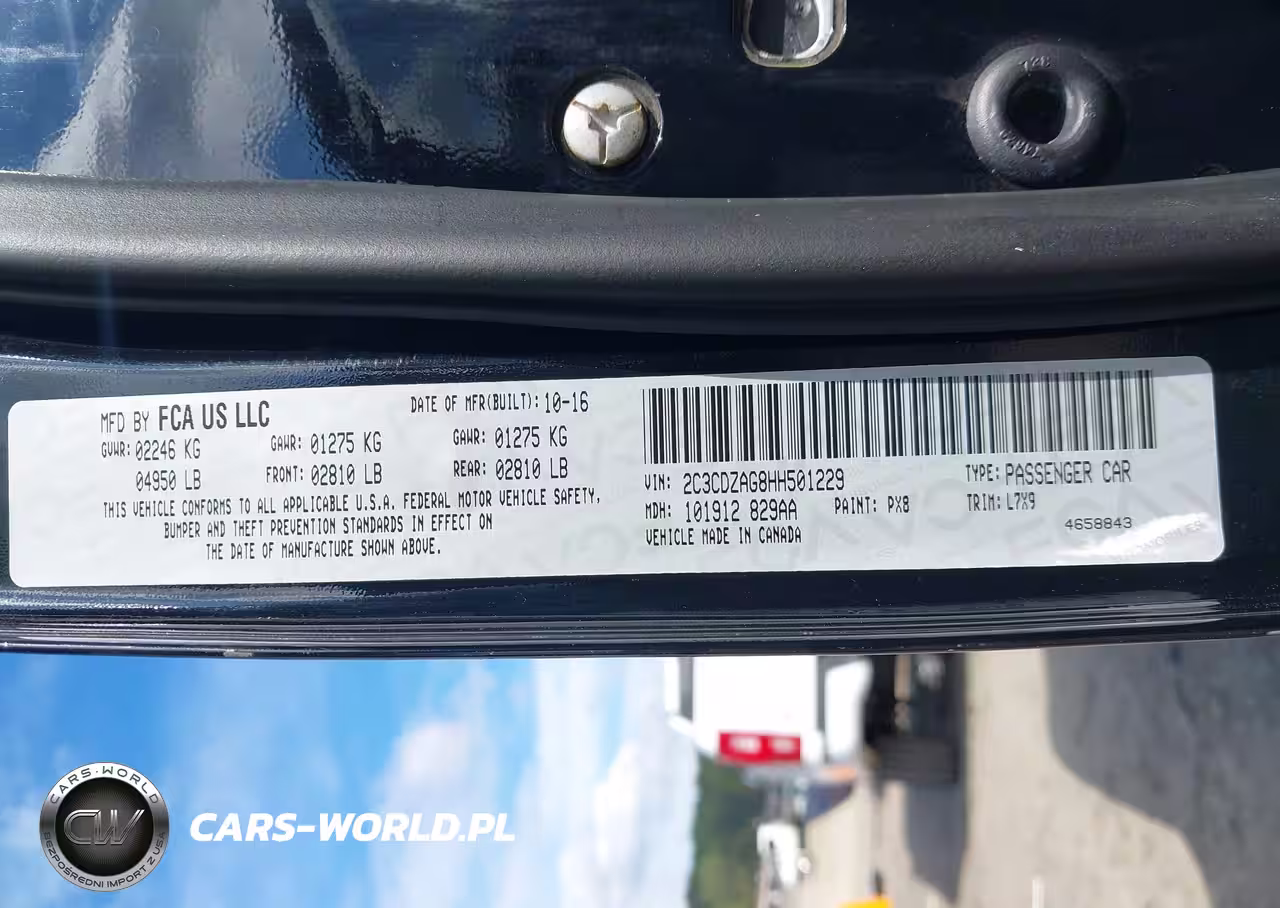 MFD BY FCA US LLC
DATE OF MFR(BUILT): 10-16
GVWR: 02246 KG
GAWR: 01275 KG
GAWR: 01275 KG
04950 LB
FRONT: 02810 LB
REAR: 02810 LB
THIS VEHICLE CONFORMS TO ALL APPLICABLE U.S.A. FEDERAL MOTOR VEHICLE SAFETY,
BUMPER AND THEFT PREVENTION STANDARDS IN EFFECT ON
THE DATE OF MANUFACTURE SHOWN ABOVE.
VIN: 2C3CDZAG8HH501229
TYPE: PASSENGER CAR
MDH: 101912 829AA
PAINT: PX8
TRIM: L7X9
VEHICLE MADE IN CANADA
4658843
CARS-WORLD
CW
BEZPOŚREDNI IMPORT Z USA
CARS-WORLD.PL